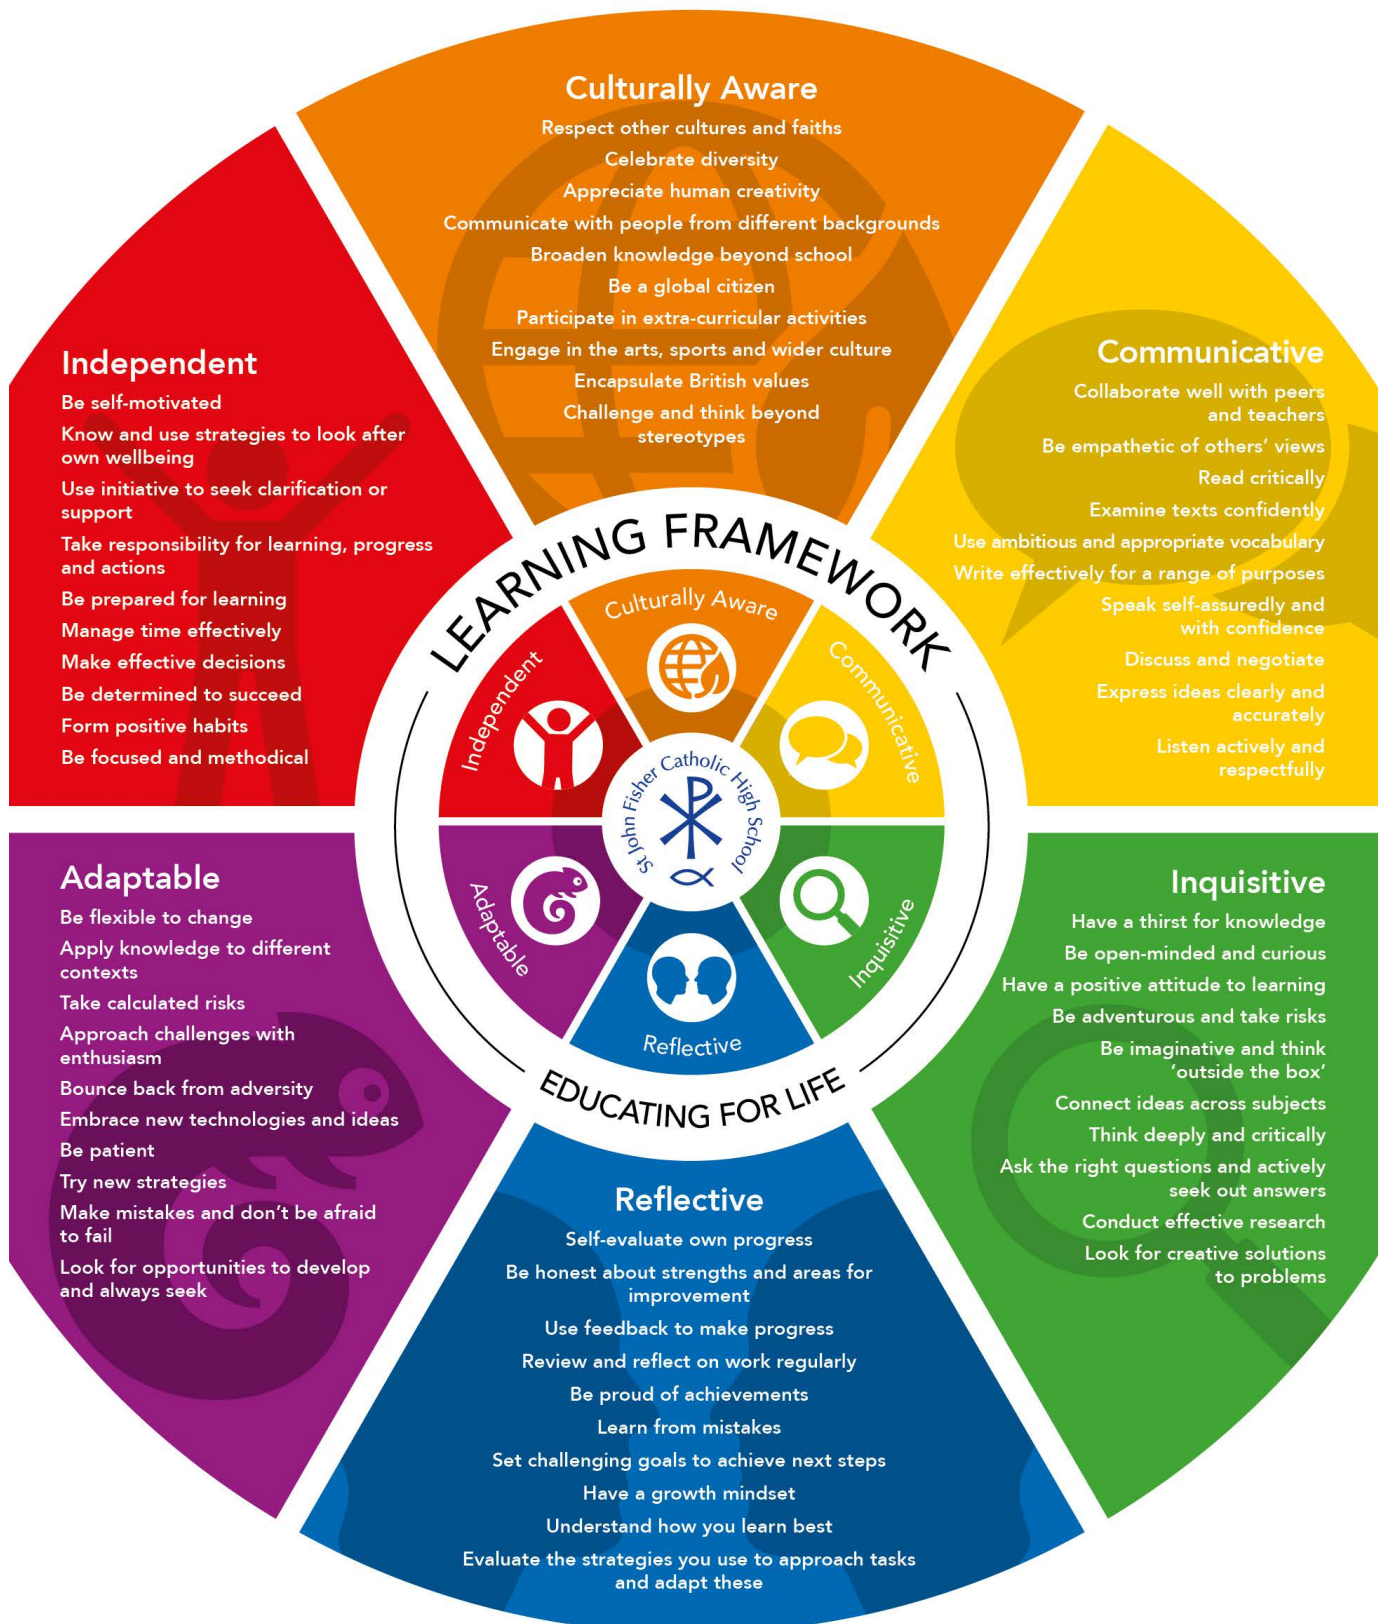 Culturally Aware
Respect other cultures and faiths
Celebrate diversity
Appreciate human creativity
Communicate with people from different backgrounds
Broaden knowledge beyond school
Be a global citizen
Participate in extra-curricular activities
Engage in the arts, sports and wider culture
Encapsulate British values
Challenge and think beyond
stereotypes
Independent
Be self-motivated
Know and use strategies to look after
own wellbeing
Use initiative to seek clarification or
support
Take responsibility for learning, progress
and actions
Be prepared for learning
Manage time effectively
Make effective decisions
Be determined to succeed
Form positive habits
Be focused and methodical
Communicative
Collaborate well with peers
and teachers
Be empathetic of others’ views
Read critically
Examine texts confidently
Use ambitious and appropriate vocabulary
Write effectively for a range of purposes
Speak self-assuredly and
with confidence
Discuss and negotiate
Express ideas clearly and
accurately
Listen actively and
respectfully
LEARNING FRAMEWORK
Culturally Aware
Independent
Communicative
St John Fisher Catholic High School
Adaptable
Inquisitive
Reflective
EDUCATING FOR LIFE
Adaptable
Be flexible to change
Apply knowledge to different
contexts
Take calculated risks
Approach challenges with
enthusiasm
Bounce back from adversity
Embrace new technologies and ideas
Be patient
Try new strategies
Make mistakes and don’t be afraid
to fail
Look for opportunities to develop
and always seek
Inquisitive
Have a thirst for knowledge
Be open-minded and curious
Have a positive attitude to learning
Be adventurous and take risks
Be imaginative and think
‘outside the box’
Connect ideas across subjects
Think deeply and critically
Ask the right questions and actively
seek out answers
Conduct effective research
Look for creative solutions
to problems
Reflective
Self-evaluate own progress
Be honest about strengths and areas for
improvement
Use feedback to make progress
Review and reflect on work regularly
Be proud of achievements
Learn from mistakes
Set challenging goals to achieve next steps
Have a growth mindset
Understand how you learn best
Evaluate the strategies you use to approach tasks
and adapt these